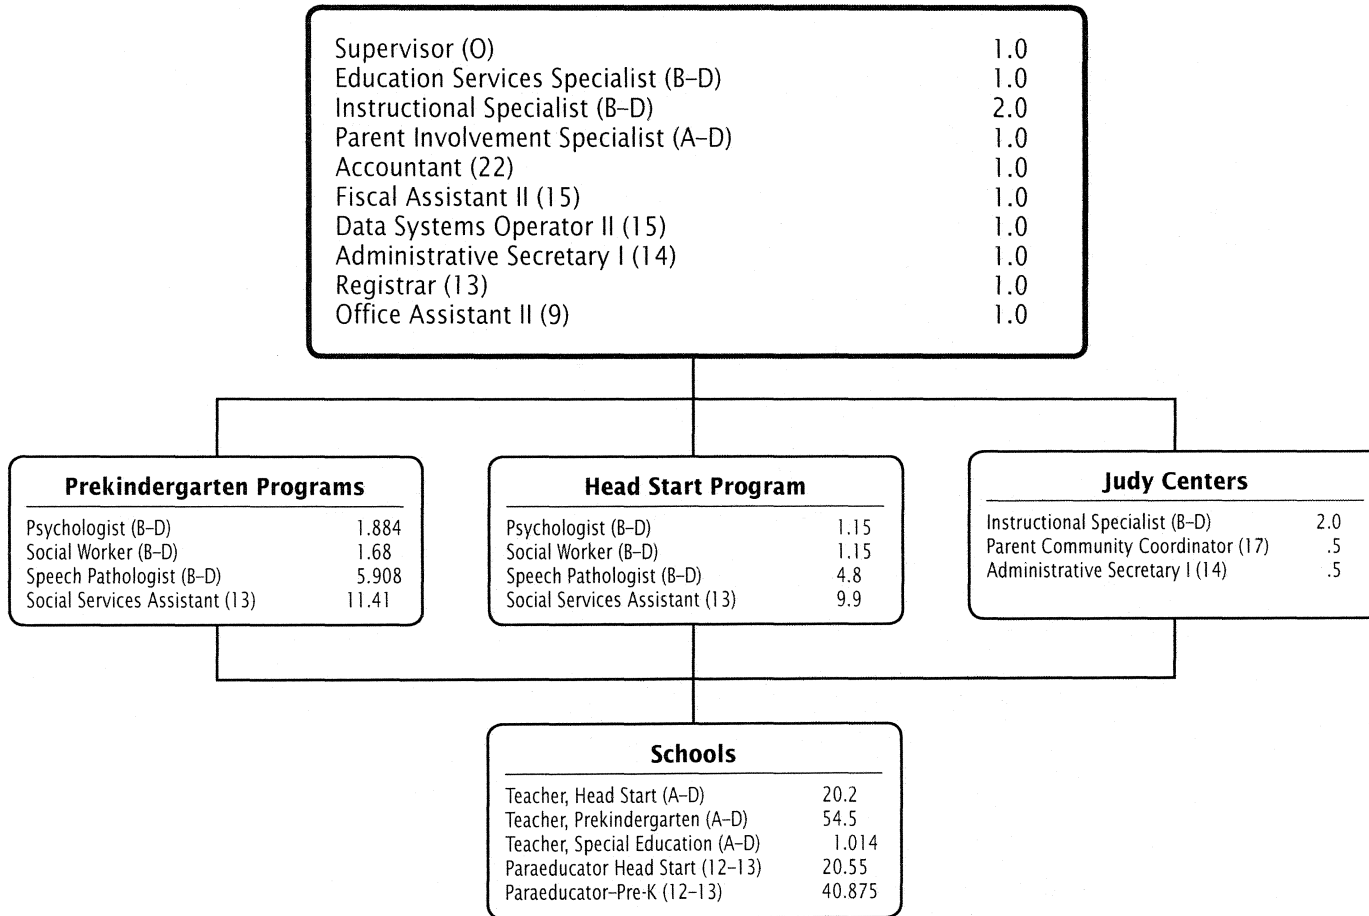 Supervisor (O) 1.0
Education Services Specialist (B–D) 1.0
Instructional Specialist (B–D) 2.0
Parent Involvement Specialist (A–D) 1.0
Accountant (22) 1.0
Fiscal Assistant II (15) 1.0
Data Systems Operator II (15) 1.0
Administrative Secretary I (14) 1.0
Registrar (13) 1.0
Office Assistant II (9) 1.0
Prekindergarten Programs
Psychologist (B–D) 1.884
Social Worker (B–D) 1.68
Speech Pathologist (B–D) 5.908
Social Services Assistant (13) 11.41
Head Start Program
Psychologist (B–D) 1.15
Social Worker (B–D) 1.15
Speech Pathologist (B–D) 4.8
Social Services Assistant (13) 9.9
Judy Centers
Instructional Specialist (B–D) 2.0
Parent Community Coordinator (17) .5
Administrative Secretary I (14) .5
Schools
Teacher, Head Start (A–D) 20.2
Teacher, Prekindergarten (A–D) 54.5
Teacher, Special Education (A–D) 1.014
Paraeducator Head Start (12–13) 20.55
Paraeducator–Pre-K (12–13) 40.875